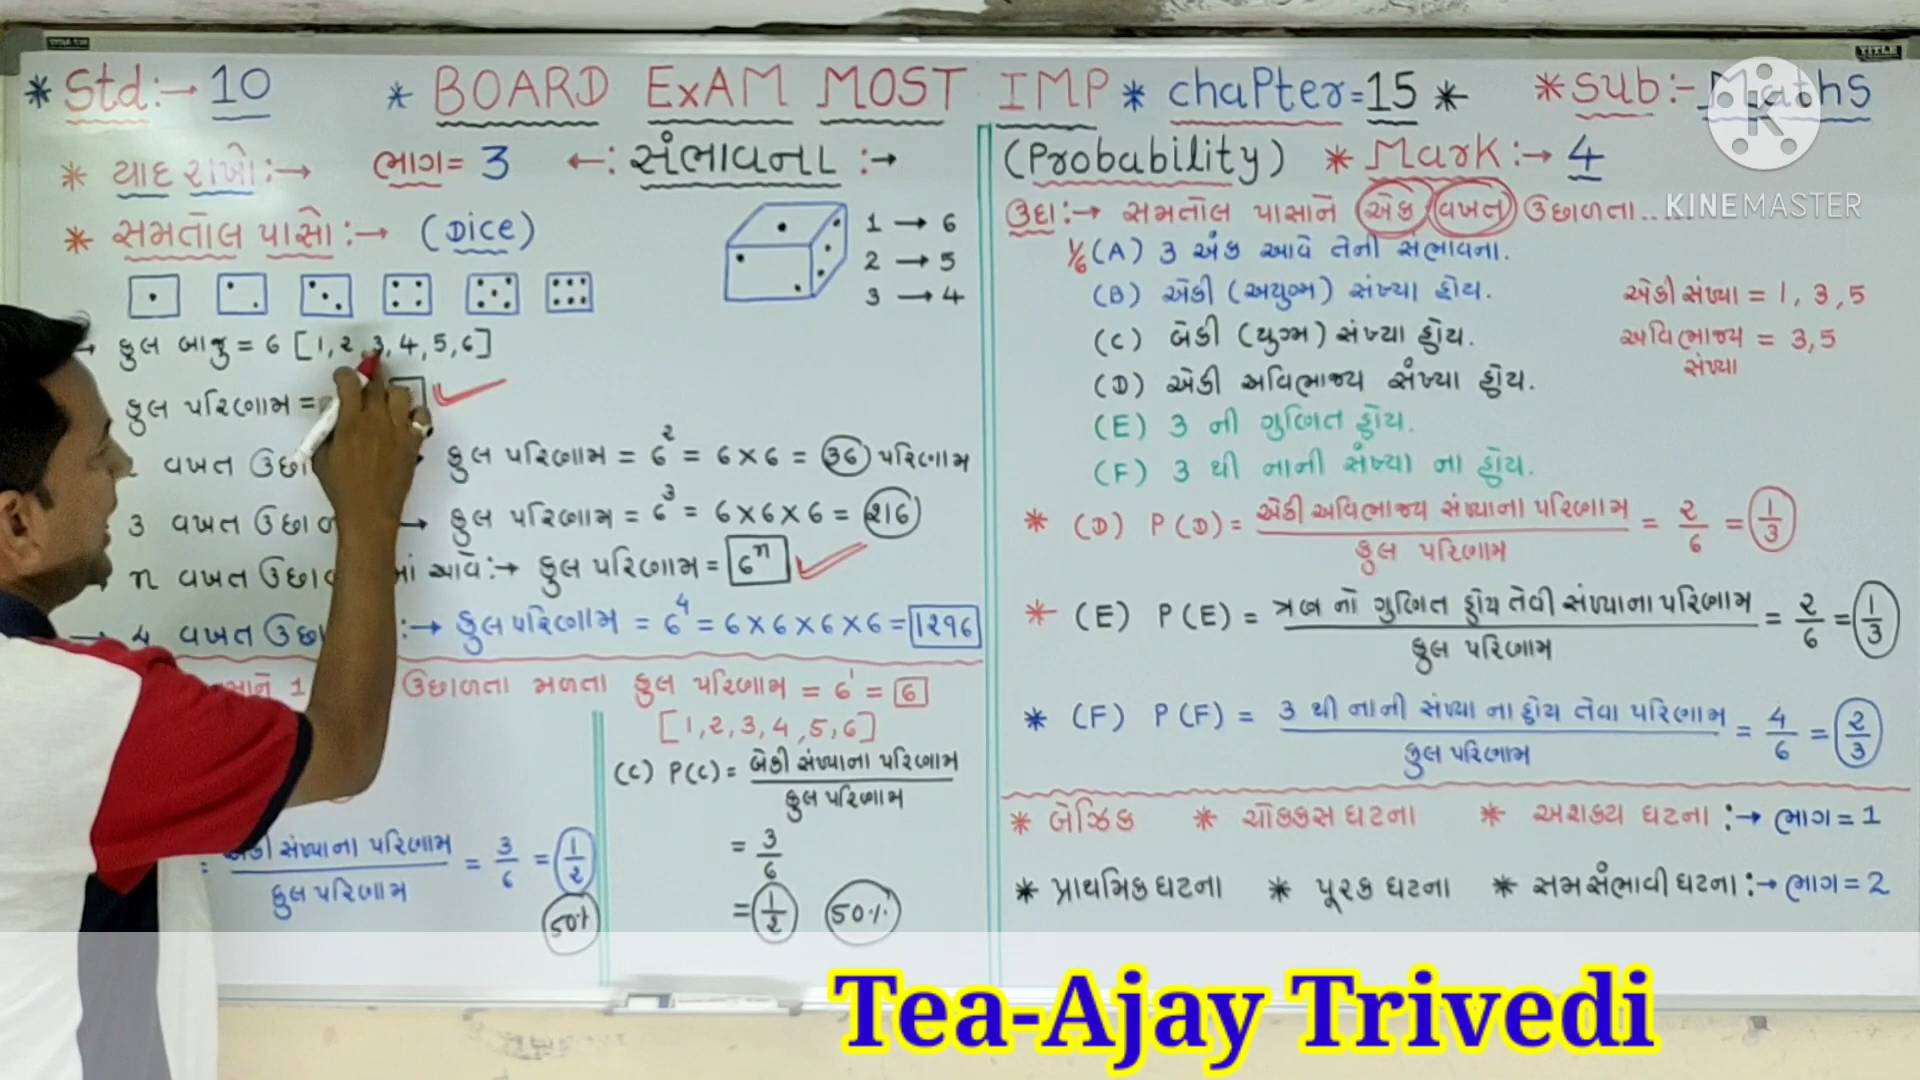 * Std:→ 10 * BOARD ExAM MOST IMP * chaPter=15 * * Sub:- Maths
* યાદ રાખો:→ ભાગ= 3 ←: સંભાવના :→ (Probability) * Mark:→ 4
KINEMASTER
* સમતોલ પાસો:→ (Dice)
1 → 6
2 → 5
3 → 4
કુલ બાજુ = 6 [1,2,3,4,5,6]
કુલ પરિણામ =
વખત કુલ પરિણામ = 6² = 6×6 = 36 પરિણામ
3 વખત → કુલ પરિણામ = 6³ = 6×6×6 = 216
n વખત આવે:→ કુલ પરિણામ = 6ⁿ
→ 4 વખત :→ કુલ પરિણામ = 6⁴ = 6×6×6×6 = 1296
1 ઉછાળતા મળતા કુલ પરિણામ = 6¹ = 6
[1,2,3,4,5,6]
= એકી સંખ્યાના પરિણામ / કુલ પરિણામ = 3/6 = 1/2
50%
(C) P(C) = બેકી સંખ્યાના પરિણામ / કુલ પરિણામ
= 3/6
= 1/2 50%
ઉદા:→ સમતોલ પાસાને એક વખત ઉછાળતા.....
1/6 (A) 3 અંક આવે તેની સંભાવના.
(B) એકી (અયુગ્મ) સંખ્યા હોય.
(C) બેકી (યુગ્મ) સંખ્યા હોય.
(D) એકી અવિભાજ્ય સંખ્યા હોય.
(E) 3 ની ગુણિત હોય.
(F) 3 થી નાની સંખ્યા ના હોય.
એકી સંખ્યા = 1, 3, 5
અવિભાજ્ય = 3,5
સંખ્યા
* (D) P(D) = એકી અવિભાજ્ય સંખ્યાના પરિણામ / કુલ પરિણામ = 2/6 = 1/3
* (E) P(E) = ત્રણ નો ગુણિત હોય તેવી સંખ્યાના પરિણામ / કુલ પરિણામ = 2/6 = 1/3
* (F) P(F) = 3 થી નાની સંખ્યા ના હોય તેવા પરિણામ / કુલ પરિણામ = 4/6 = 2/3
* બેઝિક * ચોક્કસ ઘટના * અશક્ય ઘટના :→ ભાગ = 1
* પ્રાથમિક ઘટના * પૂરક ઘટના * સમસંભાવી ઘટના :→ ભાગ = 2
Tea-Ajay Trivedi